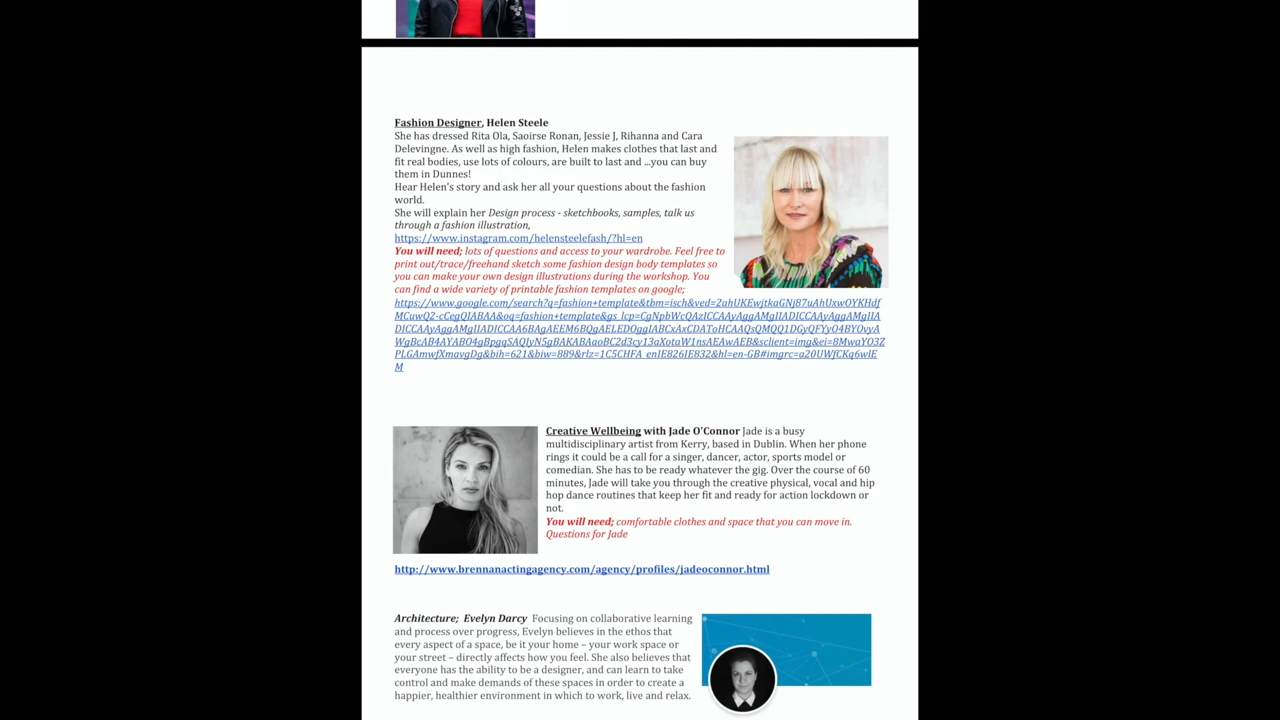 Fashion Designer, Helen Steele
She has dressed Rita Ola, Saoirse Ronan, Jessie J, Rihanna and Cara
Delevingne. As well as high fashion, Helen makes clothes that last and
fit real bodies, use lots of colours, are built to last and ...you can buy
them in Dunnes!
Hear Helen's story and ask her all your questions about the fashion
world.
She will explain her Design process - sketchbooks, samples, talk us
through a fashion illustration,
https://www.instagram.com/helensteelefash/?hl=en
You will need; lots of questions and access to your wardrobe. Feel free to
print out/trace/freehand sketch some fashion design body templates so
you can make your own design illustrations during the workshop. You
can find a wide variety of printable fashion templates on google;
https://www.google.com/search?q=fashion+template&tbm=isch&ved=2ahUKEwjtkaGNj87uAhUxwOYKHdf
M
Creative Wellbeing with Jade O'Connor Jade is a busy
multidisciplinary artist from Kerry, based in Dublin. When her phone
rings it could be a call for a singer, dancer, actor, sports model or
comedian. She has to be ready whatever the gig. Over the course of 60
minutes, Jade will take you through the creative physical, vocal and hip
hop dance routines that keep her fit and ready for action lockdown or
not.
You will need; comfortable clothes and space that you can move in.
Questions for Jade
http://www.brennanactingagency.com/agency/profiles/jadeoconnor.html
Architecture; Evelyn Darcy Focusing on collaborative learning
and process over progress, Evelyn believes in the ethos that
every aspect of a space, be it your home – your work space or
your street – directly affects how you feel. She also believes that
everyone has the ability to be a designer, and can learn to take
control and make demands of these spaces in order to create a
happier, healthier environment in which to work, live and relax.